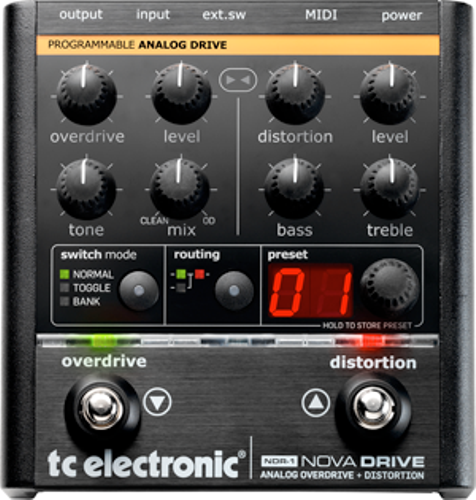 output input ext.sw MIDI power
PROGRAMMABLE ANALOG DRIVE
overdrive level distortion level
CLEAN OD
tone mix bass treble
switch mode routing preset
NORMAL
TOGGLE
BANK
01
HOLD TO STORE PRESET
overdrive distortion
tc electronic®
NDR-1 NOVA DRIVE
ANALOG OVERDRIVE + DISTORTION